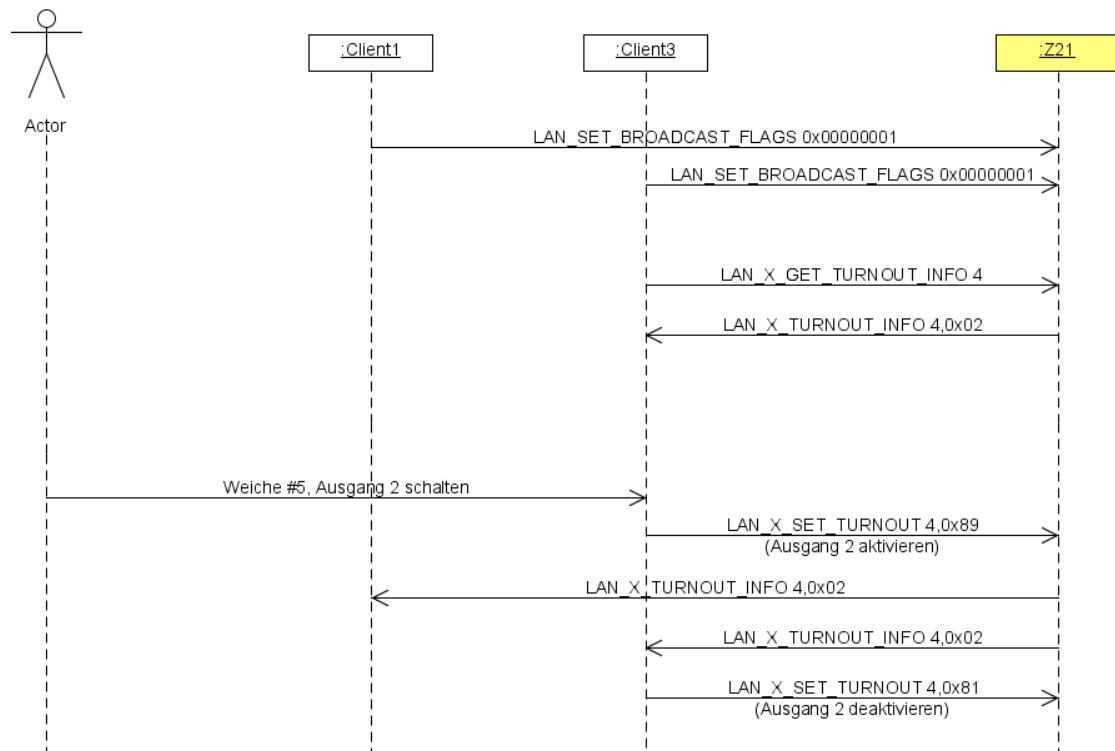 :Client1
:Client3
:Z21
Actor
LAN_SET_BROADCAST_FLAGS 0x00000001
LAN_SET_BROADCAST_FLAGS 0x00000001
LAN_X_GET_TURNOUT_INFO 4
LAN_X_TURNOUT_INFO 4,0x02
Weiche #5, Ausgang 2 schalten
LAN_X_SET_TURNOUT 4,0x89
(Ausgang 2 aktivieren)
LAN_X_TURNOUT_INFO 4,0x02
LAN_X_TURNOUT_INFO 4,0x02
LAN_X_SET_TURNOUT 4,0x81
(Ausgang 2 deaktivieren)